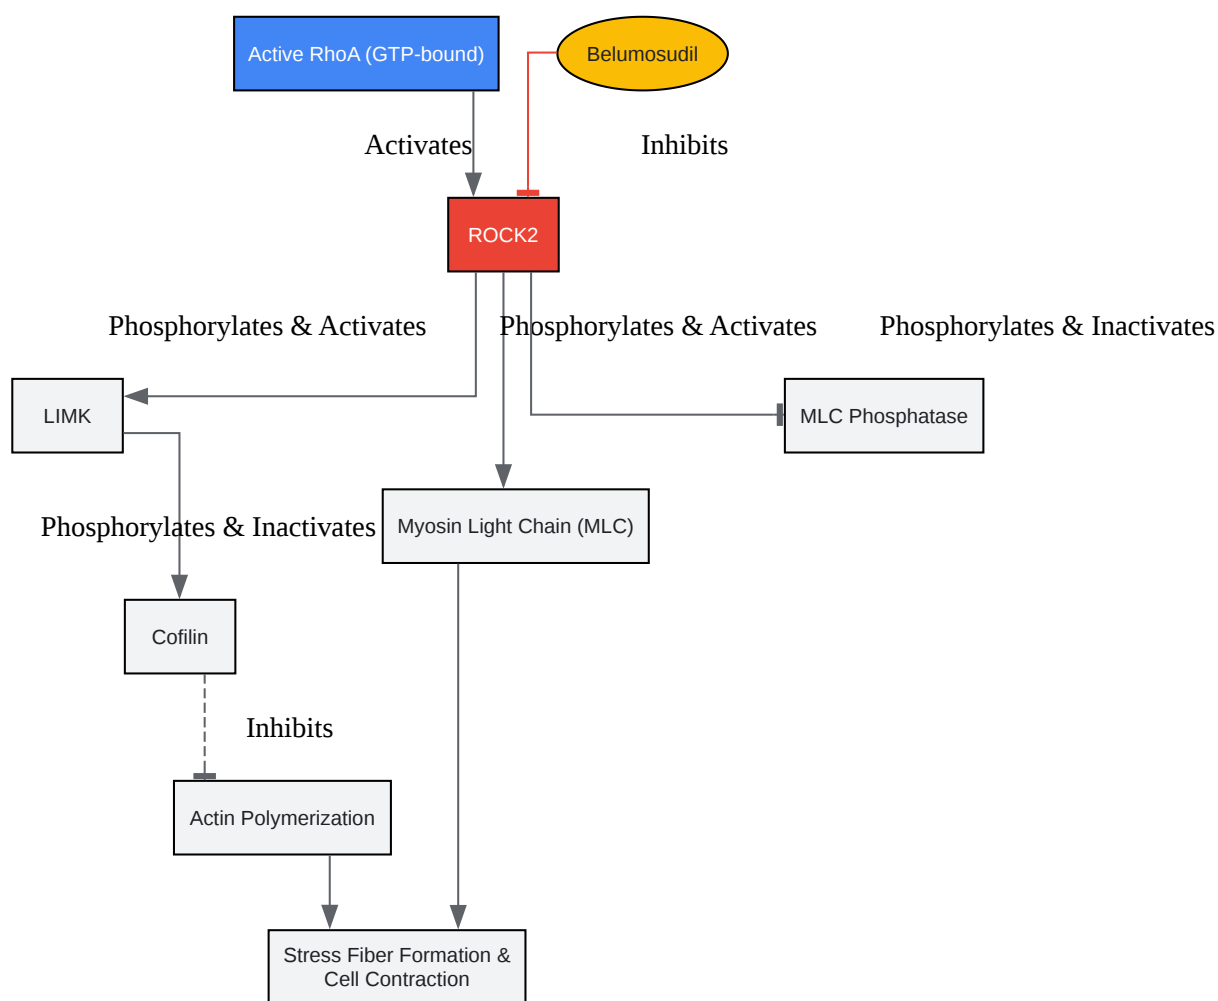 Active RhoA (GTP-bound)
Belumosudil
Activates
Inhibits
ROCK2
Phosphorylates & Activates
Phosphorylates & Activates
Phosphorylates & Inactivates
LIMK
MLC Phosphatase
Phosphorylates & Inactivates
Myosin Light Chain (MLC)
Cofilin
Inhibits
Actin Polymerization
Stress Fiber Formation &
Cell Contraction